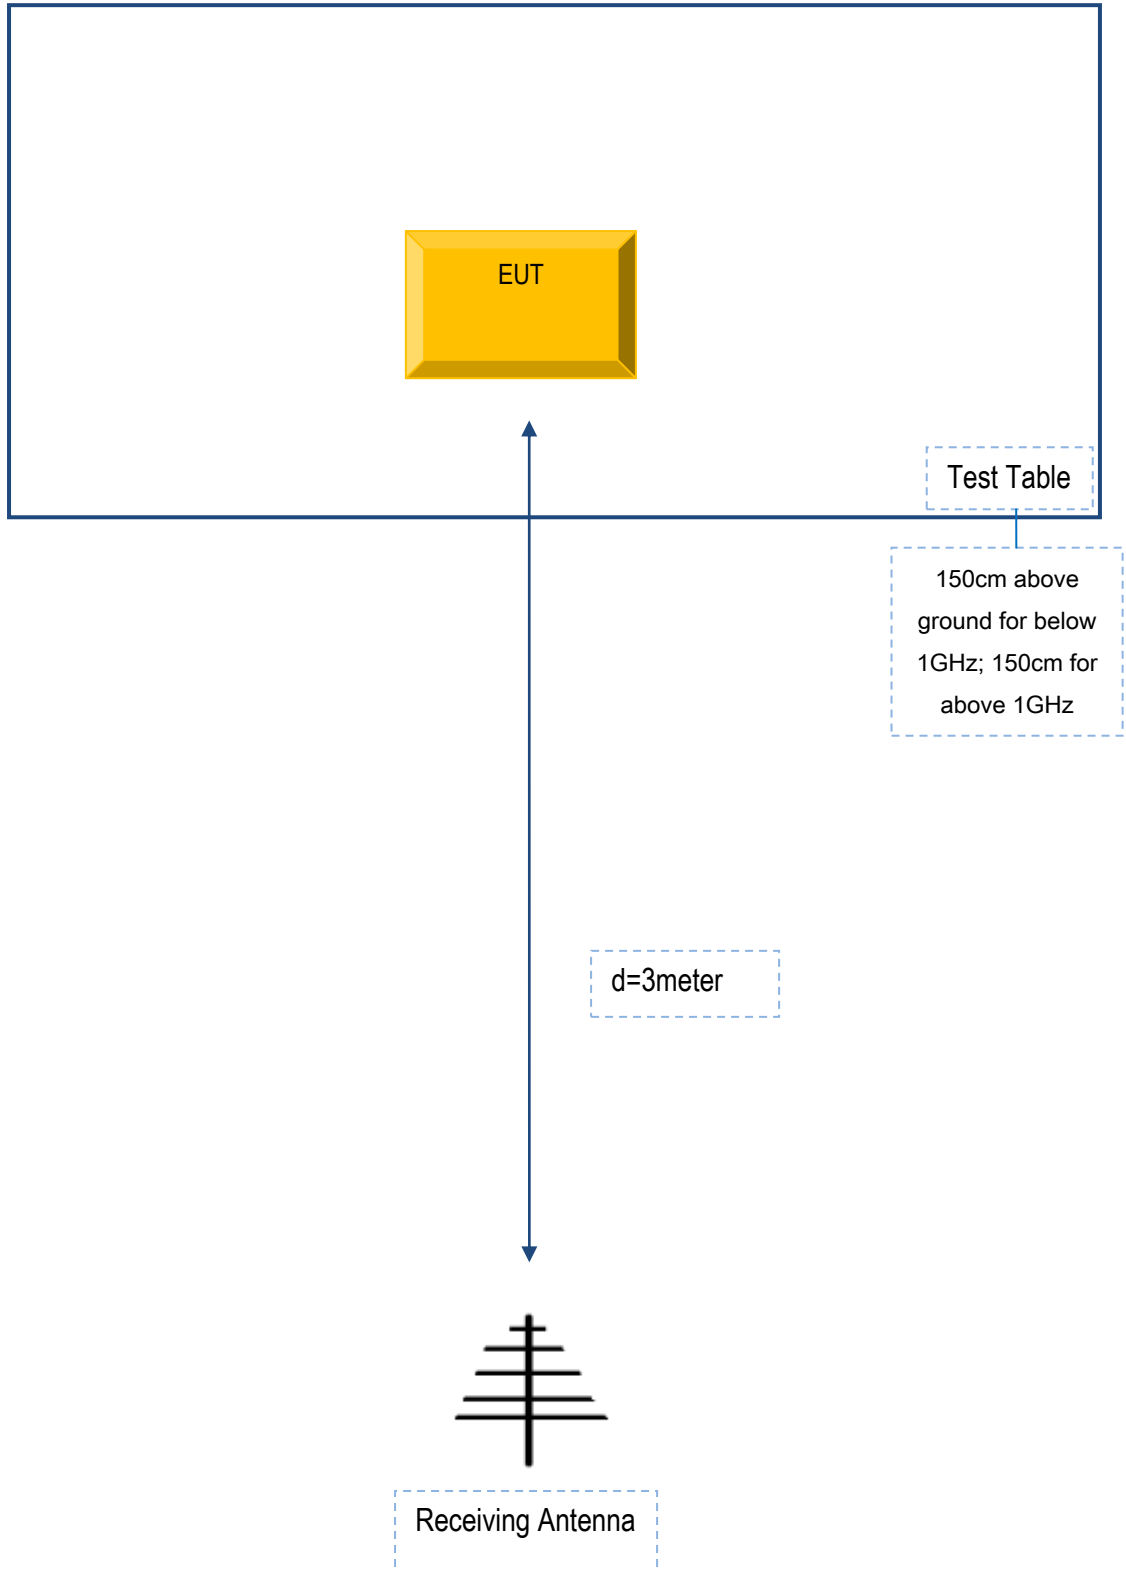 EUT
Test Table
150cm above
ground for below
1GHz; 150cm for
above 1GHz
d=3meter
Receiving Antenna